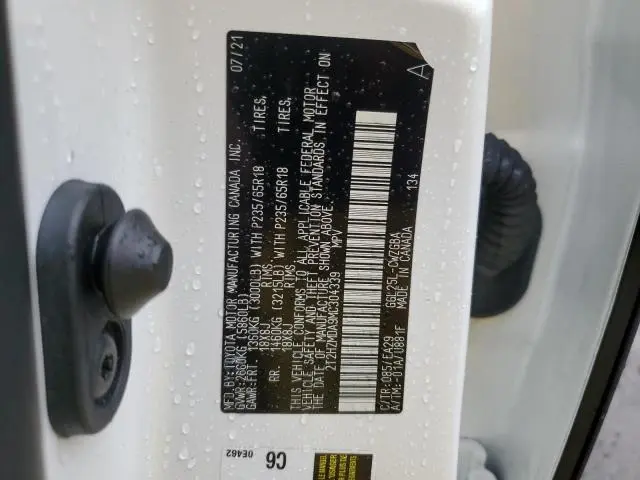 MFD.BY:TOYOTA MOTOR MANUFACTURING CANADA INC. 07/21
GVWR:2660KG (5860LB)
GAWR:FRT. 1360KG (3000LB) WITH P235/65R18 TIRES,
18X8J RIMS,
RR. 1460KG (3215LB) WITH P235/65R18 TIRES,
18X8J RIMS,
THIS VEHICLE CONFORMS TO ALL APPLICABLE FEDERAL MOTOR
VEHICLE SAFETY AND THEFT PREVENTION STANDARDS IN EFFECT ON
THE DATE OF MANUFACTURE SHOWN ABOVE.
2T2HZMDA9MC304339 MPV
A
C/TR:085/EA29
A/TM:-01A/U881F
MADE IN CANADA
134
C6
0E462